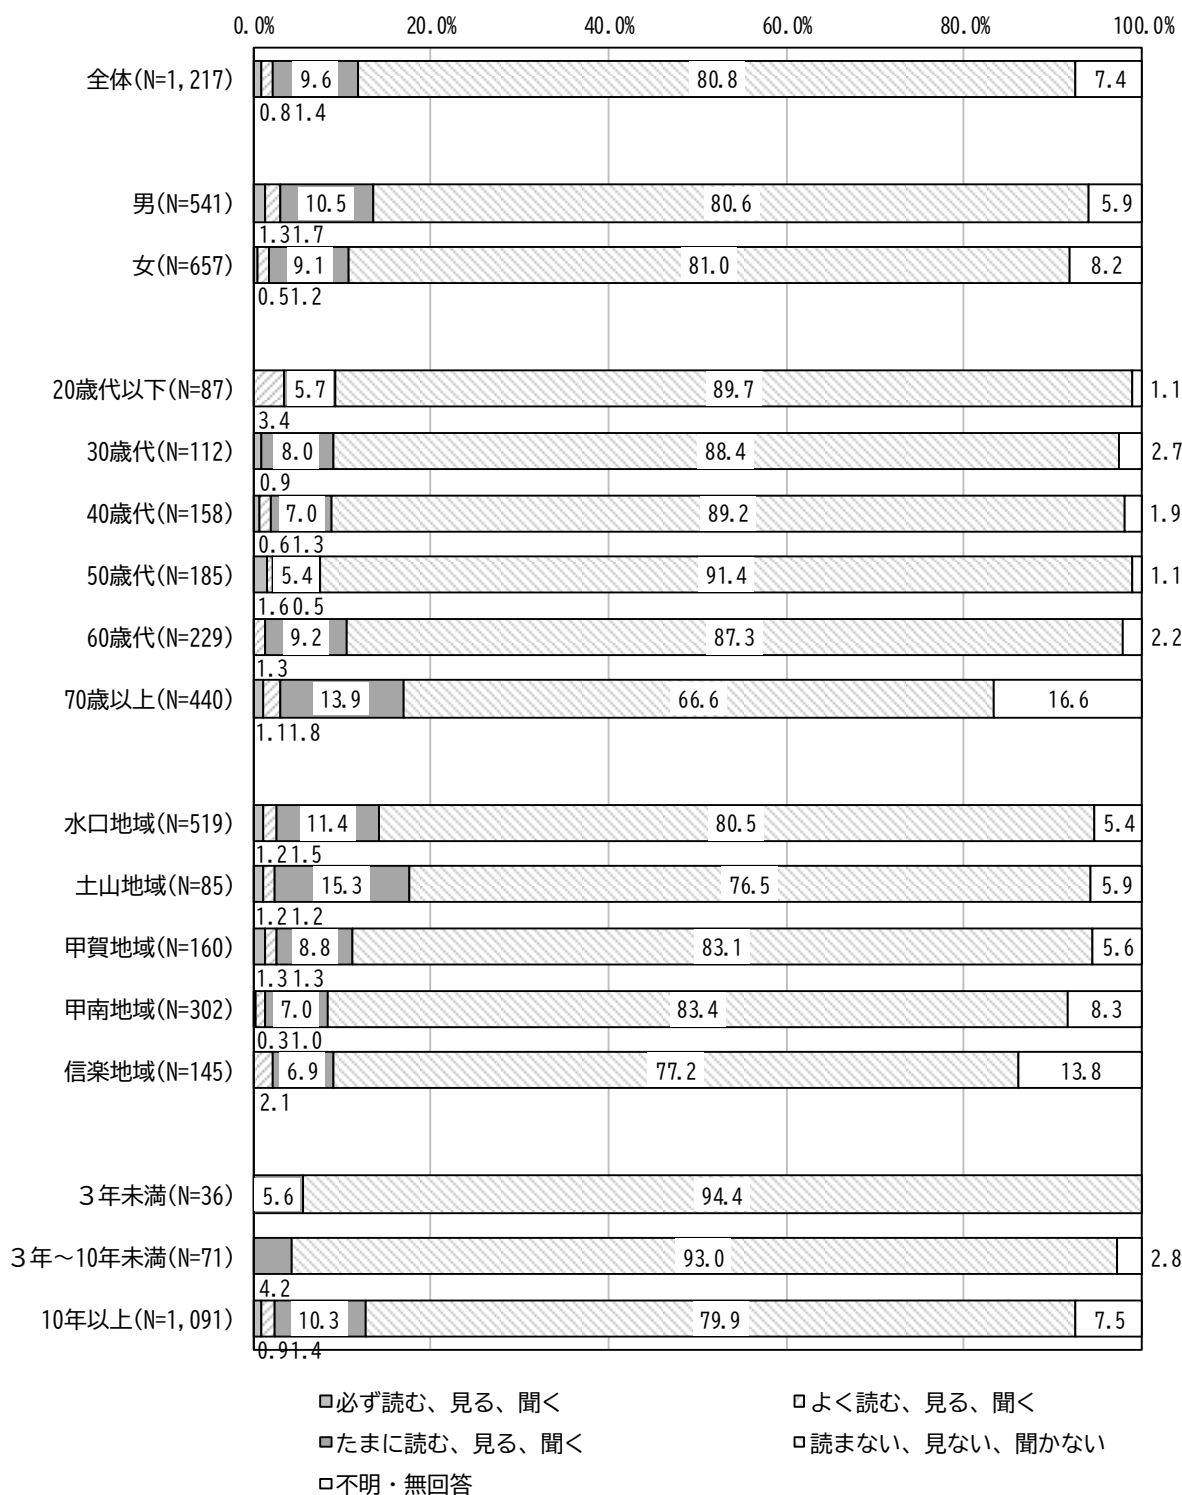 0.0% 20.0% 40.0% 60.0% 80.0% 100.0%
全体(N=1,217) 9.6 80.8 7.4
0.8 1.4
男(N=541) 10.5 80.6 5.9
1.3 1.7
女(N=657) 9.1 81.0 8.2
0.5 1.2
20歳代以下(N=87) 5.7 89.7 1.1
3.4
30歳代(N=112) 8.0 88.4 2.7
0.9
40歳代(N=158) 7.0 89.2 1.9
0.6 1.3
50歳代(N=185) 5.4 91.4 1.1
1.6 0.5
60歳代(N=229) 9.2 87.3 2.2
1.3
70歳以上(N=440) 13.9 66.6 16.6
1.1 1.8
水口地域(N=519) 11.4 80.5 5.4
1.2 1.5
土山地域(N=85) 15.3 76.5 5.9
1.2 1.2
甲賀地域(N=160) 8.8 83.1 5.6
1.3 1.3
甲南地域(N=302) 7.0 83.4 8.3
0.3 1.0
信楽地域(N=145) 6.9 77.2 13.8
2.1
３年未満(N=36) 5.6 94.4
３年～10年未満(N=71) 93.0 2.8
4.2
10年以上(N=1,091) 10.3 79.9 7.5
0.9 1.4
必ず読む、見る、聞く よく読む、見る、聞く
たまに読む、見る、聞く 読まない、見ない、聞かない
不明・無回答